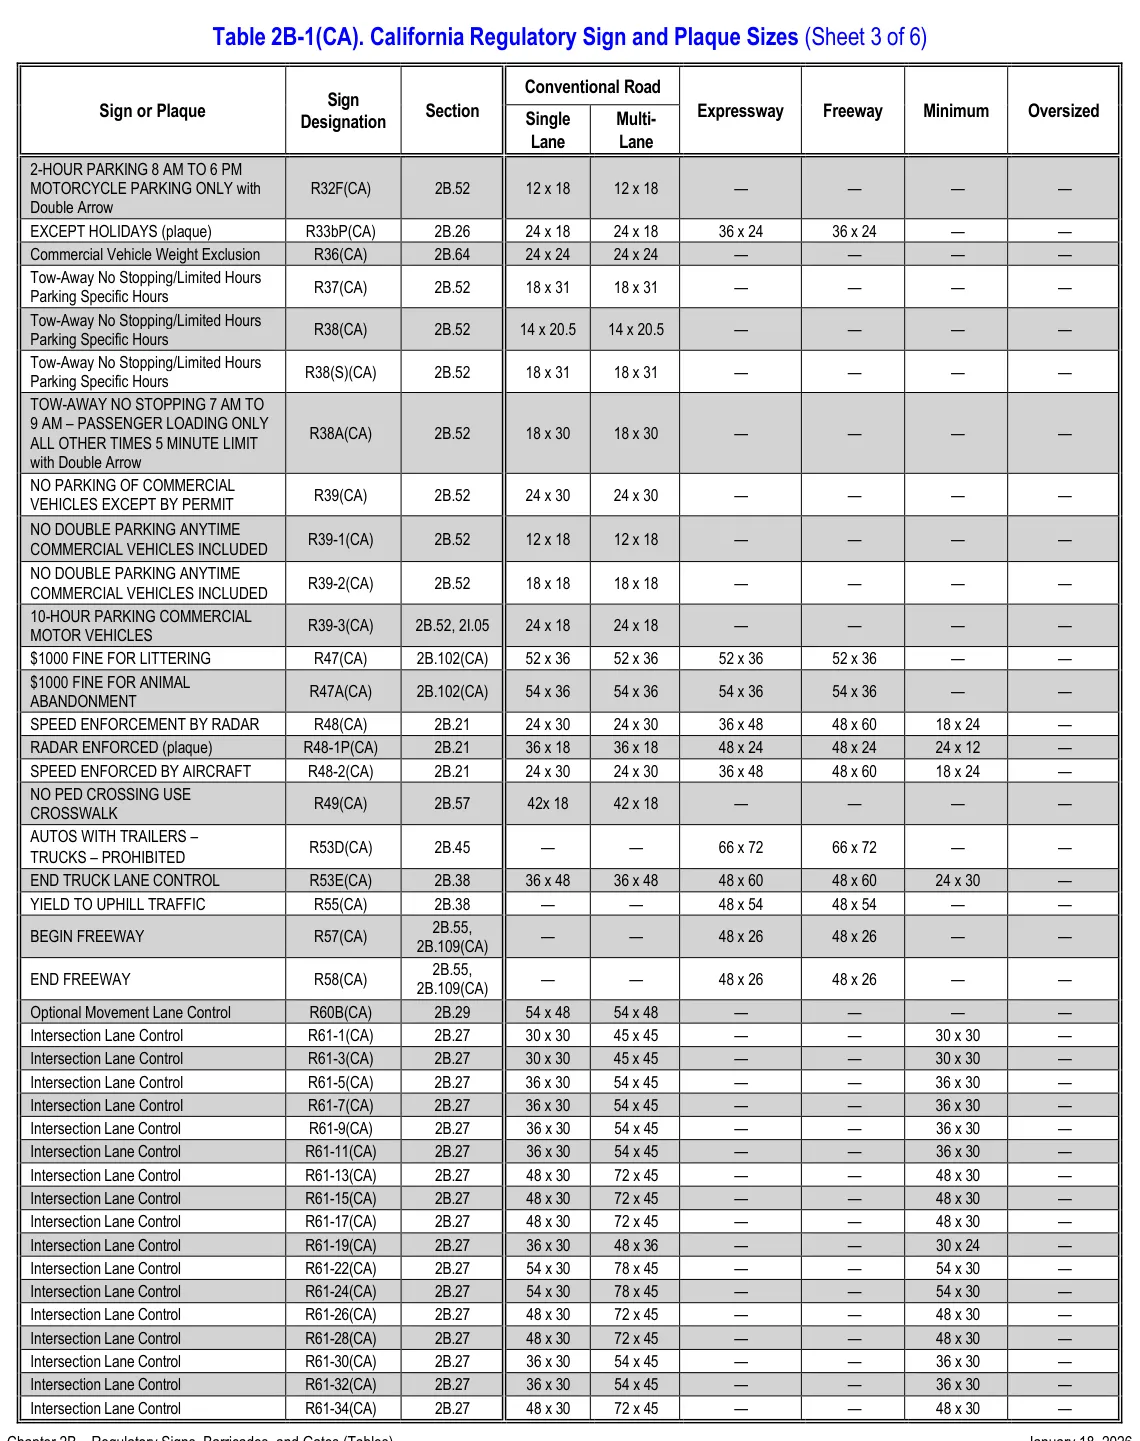 Table 2B-1(CA). California Regulatory Sign and Plaque Sizes (Sheet 3 of 6)
Sign or Plaque Sign Designation Section Conventional Road Expressway Freeway Minimum Oversized
Single Lane Multi-Lane
2-HOUR PARKING 8 AM TO 6 PM
MOTORCYCLE PARKING ONLY with
Double Arrow R32F(CA) 2B.52 12 x 18 12 x 18 — — — —
EXCEPT HOLIDAYS (plaque) R33bP(CA) 2B.26 24 x 18 24 x 18 36 x 24 36 x 24 — —
Commercial Vehicle Weight Exclusion R36(CA) 2B.64 24 x 24 24 x 24 — — — —
Tow-Away No Stopping/Limited Hours
Parking Specific Hours R37(CA) 2B.52 18 x 31 18 x 31 — — — —
Tow-Away No Stopping/Limited Hours
Parking Specific Hours R38(CA) 2B.52 14 x 20.5 14 x 20.5 — — — —
Tow-Away No Stopping/Limited Hours
Parking Specific Hours R38(S)(CA) 2B.52 18 x 31 18 x 31 — — — —
TOW-AWAY NO STOPPING 7 AM TO
9 AM – PASSENGER LOADING ONLY
ALL OTHER TIMES 5 MINUTE LIMIT
with Double Arrow R38A(CA) 2B.52 18 x 30 18 x 30 — — — —
NO PARKING OF COMMERCIAL
VEHICLES EXCEPT BY PERMIT R39(CA) 2B.52 24 x 30 24 x 30 — — — —
NO DOUBLE PARKING ANYTIME
COMMERCIAL VEHICLES INCLUDED R39-1(CA) 2B.52 12 x 18 12 x 18 — — — —
NO DOUBLE PARKING ANYTIME
COMMERCIAL VEHICLES INCLUDED R39-2(CA) 2B.52 18 x 18 18 x 18 — — — —
10-HOUR PARKING COMMERCIAL
MOTOR VEHICLES R39-3(CA) 2B.52, 2I.05 24 x 18 24 x 18 — — — —
$1000 FINE FOR LITTERING R47(CA) 2B.102(CA) 52 x 36 52 x 36 52 x 36 52 x 36 — —
$1000 FINE FOR ANIMAL
ABANDONMENT R47A(CA) 2B.102(CA) 54 x 36 54 x 36 54 x 36 54 x 36 — —
SPEED ENFORCEMENT BY RADAR R48(CA) 2B.21 24 x 30 24 x 30 36 x 48 48 x 60 18 x 24 —
RADAR ENFORCED (plaque) R48-1P(CA) 2B.21 36 x 18 36 x 18 48 x 24 48 x 24 24 x 12 —
SPEED ENFORCED BY AIRCRAFT R48-2(CA) 2B.21 24 x 30 24 x 30 36 x 48 48 x 60 18 x 24 —
NO PED CROSSING USE
CROSSWALK R49(CA) 2B.57 42x 18 42 x 18 — — — —
AUTOS WITH TRAILERS –
TRUCKS – PROHIBITED R53D(CA) 2B.45 — — 66 x 72 66 x 72 — —
END TRUCK LANE CONTROL R53E(CA) 2B.38 36 x 48 36 x 48 48 x 60 48 x 60 24 x 30 —
YIELD TO UPHILL TRAFFIC R55(CA) 2B.38 — — 48 x 54 48 x 54 — —
BEGIN FREEWAY R57(CA) 2B.55, 2B.109(CA) — — 48 x 26 48 x 26 — —
END FREEWAY R58(CA) 2B.55, 2B.109(CA) — — 48 x 26 48 x 26 — —
Optional Movement Lane Control R60B(CA) 2B.29 54 x 48 54 x 48 — — — —
Intersection Lane Control R61-1(CA) 2B.27 30 x 30 45 x 45 — — 30 x 30 —
Intersection Lane Control R61-3(CA) 2B.27 30 x 30 45 x 45 — — 30 x 30 —
Intersection Lane Control R61-5(CA) 2B.27 36 x 30 54 x 45 — — 36 x 30 —
Intersection Lane Control R61-7(CA) 2B.27 36 x 30 54 x 45 — — 36 x 30 —
Intersection Lane Control R61-9(CA) 2B.27 36 x 30 54 x 45 — — 36 x 30 —
Intersection Lane Control R61-11(CA) 2B.27 36 x 30 54 x 45 — — 36 x 30 —
Intersection Lane Control R61-13(CA) 2B.27 48 x 30 72 x 45 — — 48 x 30 —
Intersection Lane Control R61-15(CA) 2B.27 48 x 30 72 x 45 — — 48 x 30 —
Intersection Lane Control R61-17(CA) 2B.27 48 x 30 72 x 45 — — 48 x 30 —
Intersection Lane Control R61-19(CA) 2B.27 36 x 30 48 x 36 — — 30 x 24 —
Intersection Lane Control R61-22(CA) 2B.27 54 x 30 78 x 45 — — 54 x 30 —
Intersection Lane Control R61-24(CA) 2B.27 54 x 30 78 x 45 — — 54 x 30 —
Intersection Lane Control R61-26(CA) 2B.27 48 x 30 72 x 45 — — 48 x 30 —
Intersection Lane Control R61-28(CA) 2B.27 48 x 30 72 x 45 — — 48 x 30 —
Intersection Lane Control R61-30(CA) 2B.27 36 x 30 54 x 45 — — 36 x 30 —
Intersection Lane Control R61-32(CA) 2B.27 36 x 30 54 x 45 — — 36 x 30 —
Intersection Lane Control R61-34(CA) 2B.27 48 x 30 72 x 45 — — 48 x 30 —
Chapter 2B – Regulatory Signs, Barricades, and Gates (Tables) January 18, 2026